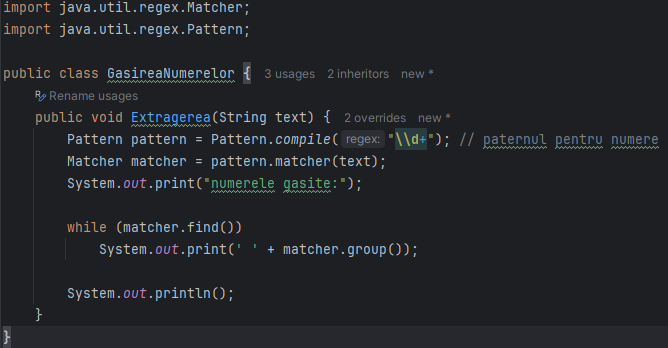 import java.util.regex.Matcher;
import java.util.regex.Pattern;
public class GasireaNumerelor { 3 usages 2 inheritors new *
Rename usages
public void Extragerea(String text) { 2 overrides new *
Pattern pattern = Pattern.compile( regex: "\\d+"); // paternul pentru numere
Matcher matcher = pattern.matcher(text);
System.out.print("numerele gasite:");
while (matcher.find())
System.out.print(' ' + matcher.group());
System.out.println();
}
}